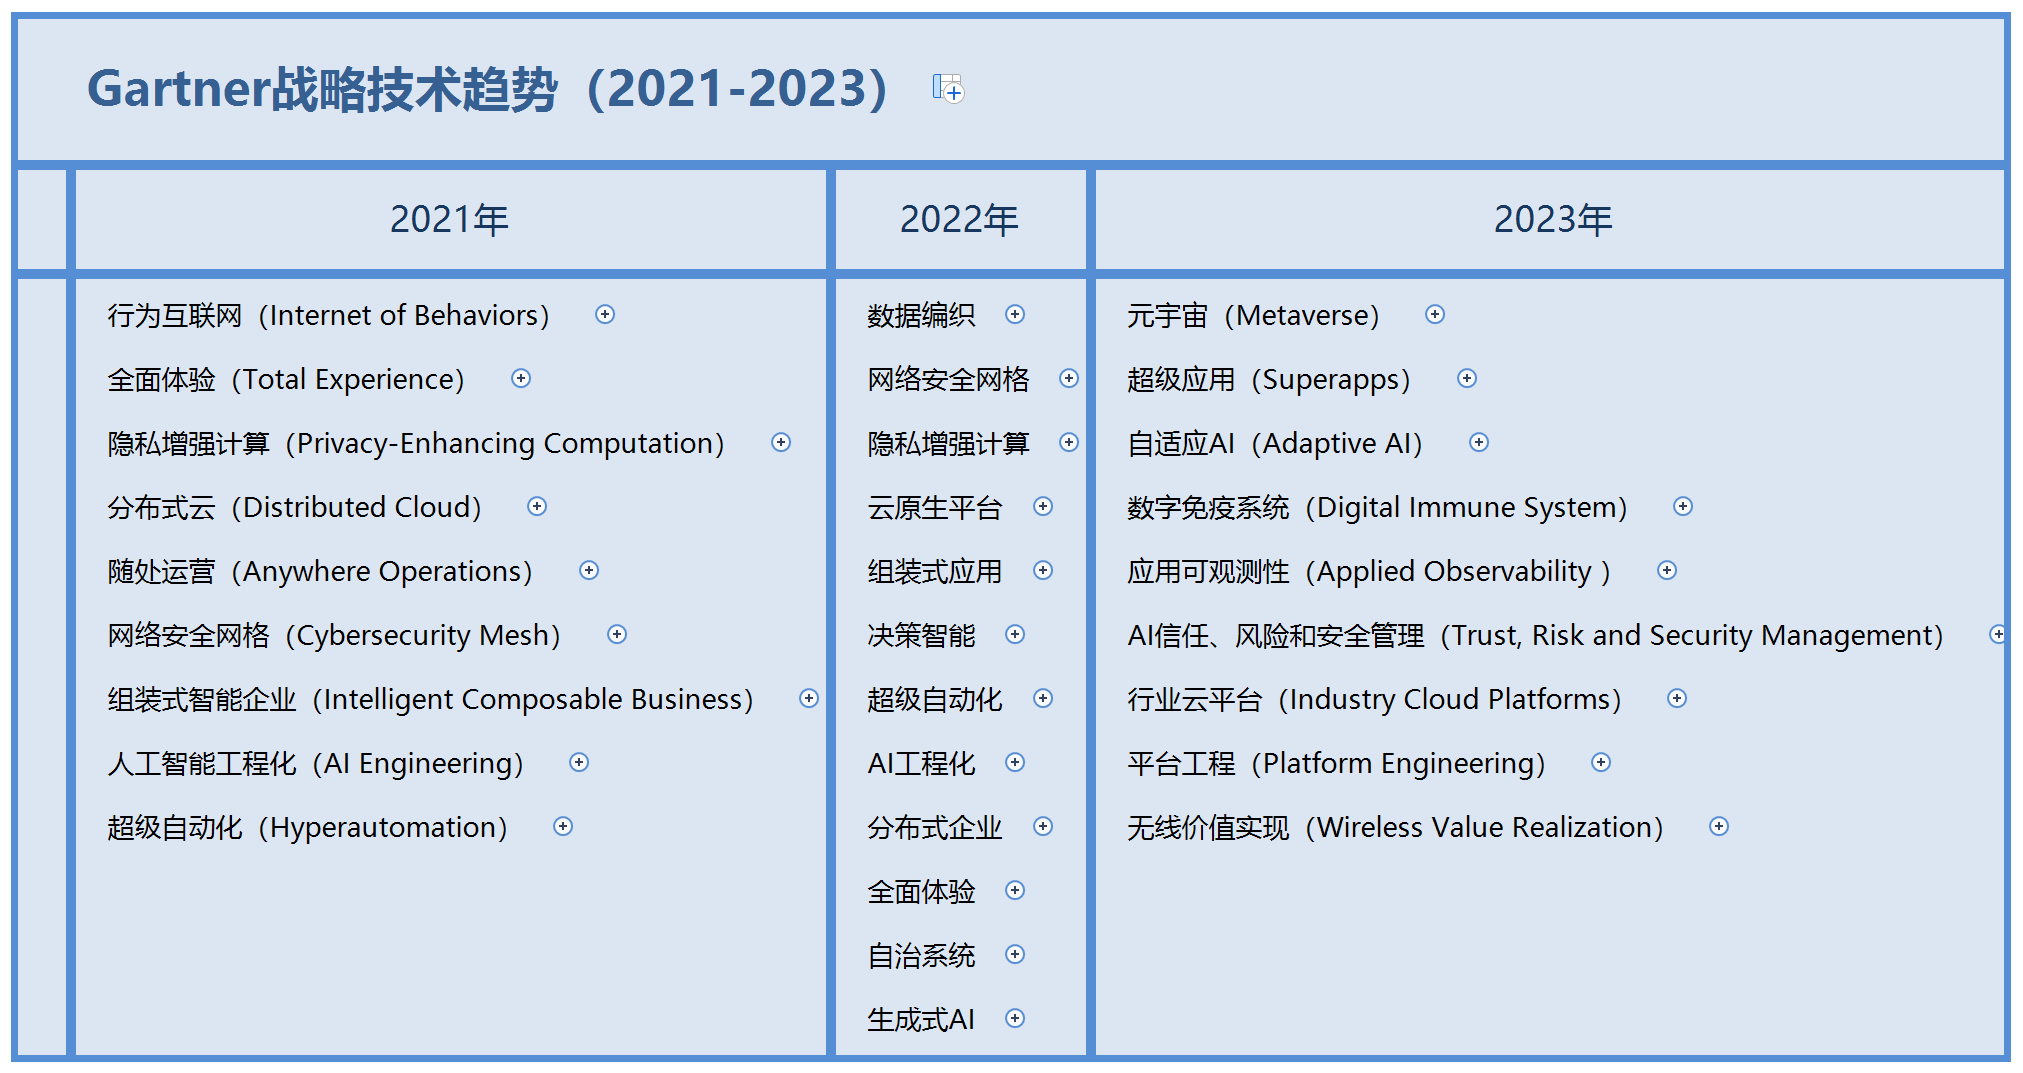 Gartner战略技术趋势（2021-2023）
2021年
2022年
2023年
行为互联网（Internet of Behaviors）
全面体验（Total Experience）
隐私增强计算（Privacy-Enhancing Computation）
分布式云（Distributed Cloud）
随处运营（Anywhere Operations）
网络安全网格（Cybersecurity Mesh）
组装式智能企业（Intelligent Composable Business）
人工智能工程化（AI Engineering）
超级自动化（Hyperautomation）
数据编织
网络安全网格
隐私增强计算
云原生平台
组装式应用
决策智能
超级自动化
AI工程化
分布式企业
全面体验
自治系统
生成式AI
元宇宙（Metaverse）
超级应用（Superapps）
自适应AI（Adaptive AI）
数字免疫系统（Digital Immune System）
应用可观测性（Applied Observability ）
AI信任、风险和安全管理（Trust, Risk and Security Management）
行业云平台（Industry Cloud Platforms）
平台工程（Platform Engineering）
无线价值实现（Wireless Value Realization）